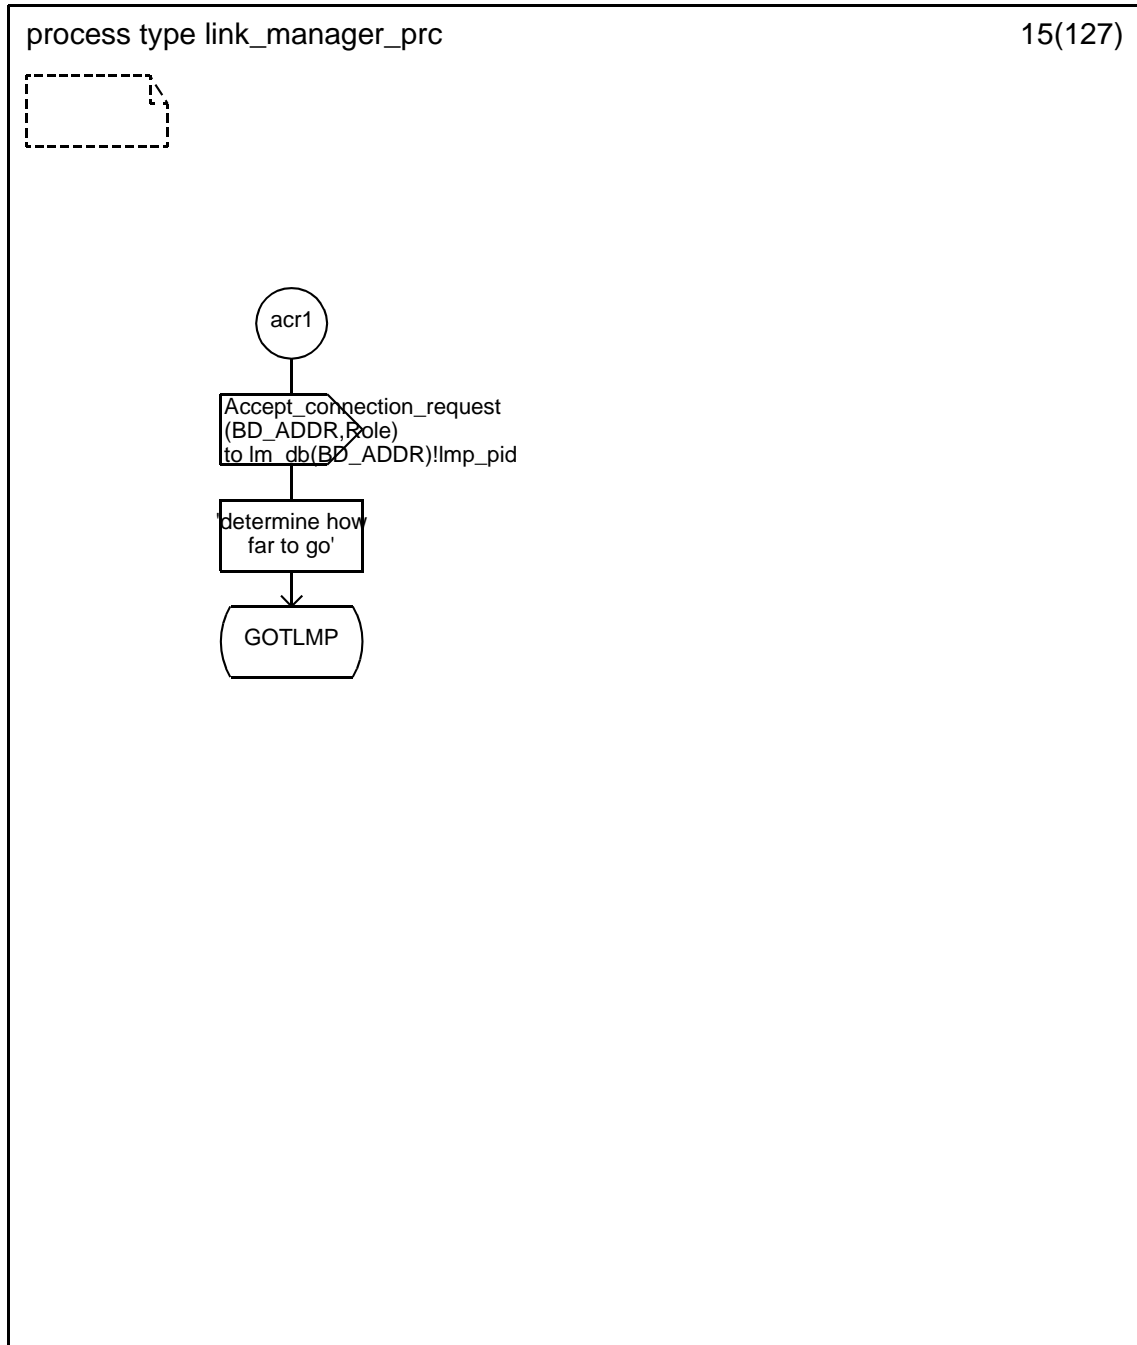 process type link_manager_prc
15(127)
acr1
Accept_connection_request
(BD_ADDR,Role)
to lm_db(BD_ADDR)!lmp_pid
'determine how
far to go'
GOTLMP